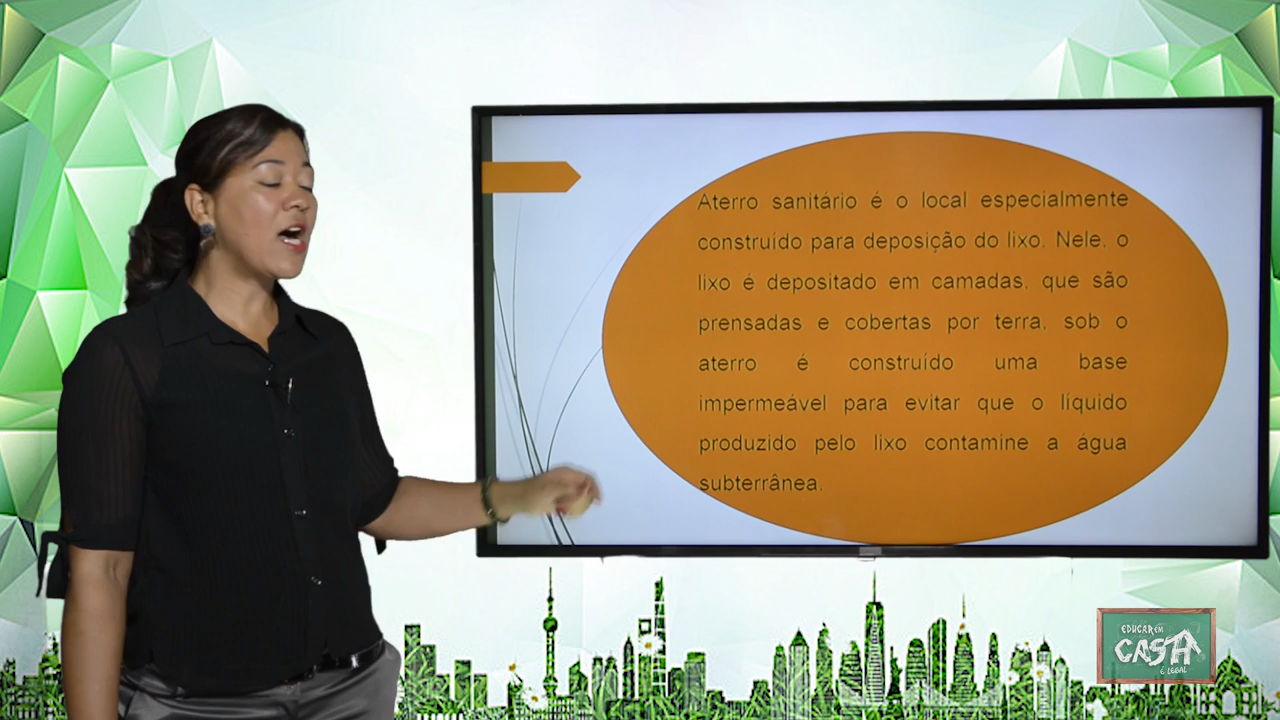 Aterro sanitário é o local especialmente
construído para deposição do lixo. Nele, o
lixo é depositado em camadas, que são
prensadas e cobertas por terra, sob o
aterro é construído uma base
impermeável para evitar que o líquido
produzido pelo lixo contamine a água
subterrânea.
EDUCAR EM
CASA
É LEGAL